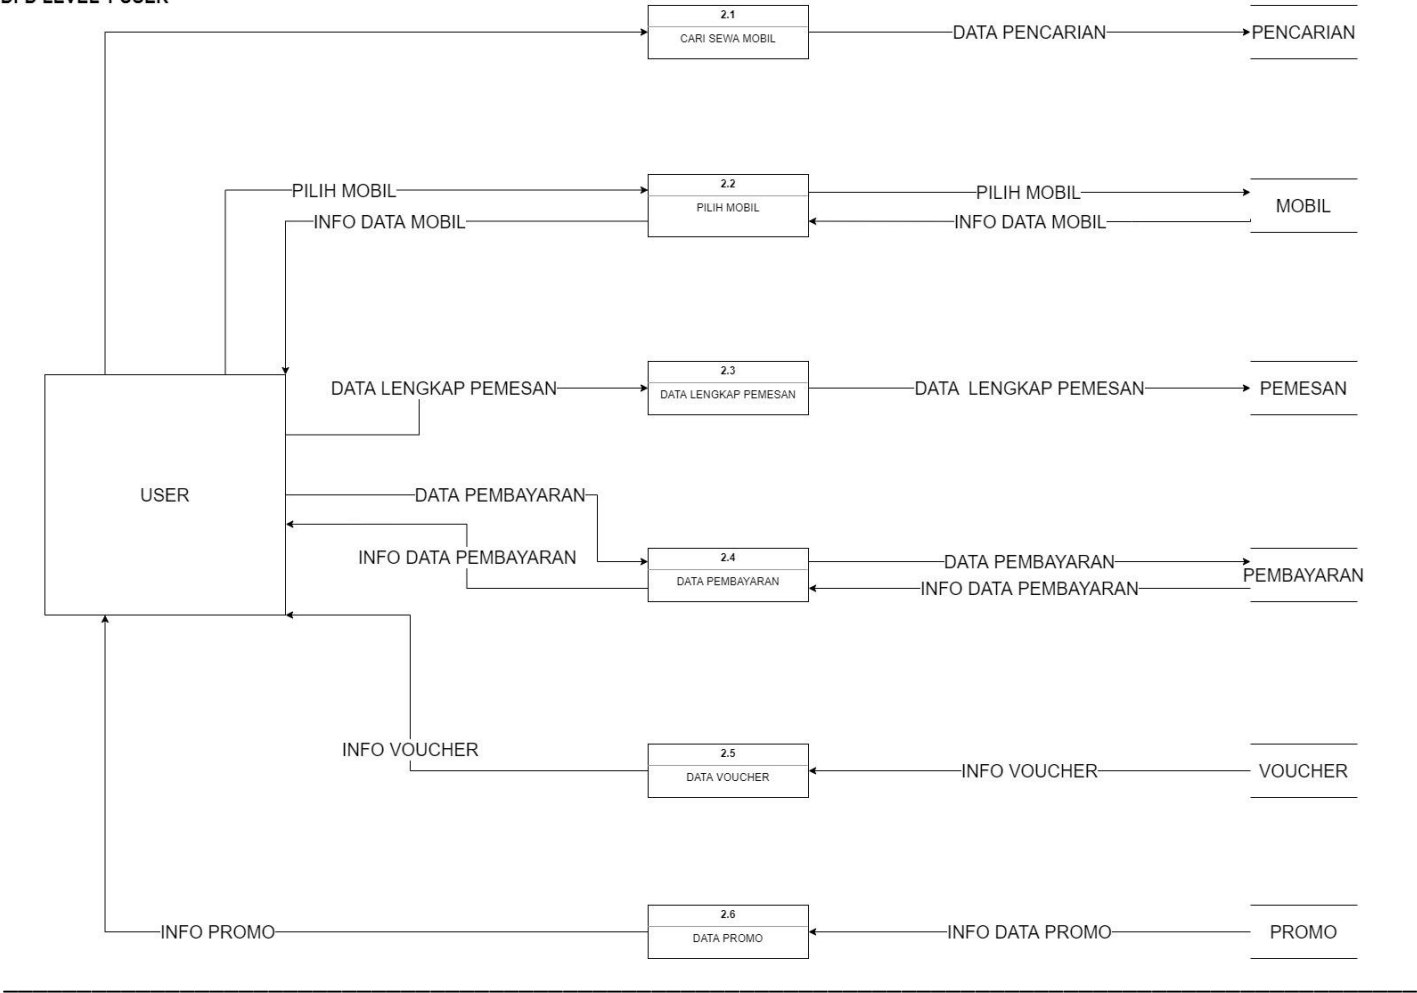 DFD LEVEL 1 USER
2.1
CARI SEWA MOBIL
DATA PENCARIAN
PENCARIAN
2.2
PILIH MOBIL
PILIH MOBIL
PILIH MOBIL
INFO DATA MOBIL
INFO DATA MOBIL
MOBIL
2.3
DATA LENGKAP PEMESAN
DATA LENGKAP PEMESAN
DATA  LENGKAP PEMESAN
PEMESAN
USER
DATA PEMBAYARAN
INFO DATA PEMBAYARAN
2.4
DATA PEMBAYARAN
DATA PEMBAYARAN
INFO DATA PEMBAYARAN
PEMBAYARAN
INFO VOUCHER
2.5
DATA VOUCHER
INFO VOUCHER
VOUCHER
INFO PROMO
2.6
DATA PROMO
INFO DATA PROMO
PROMO